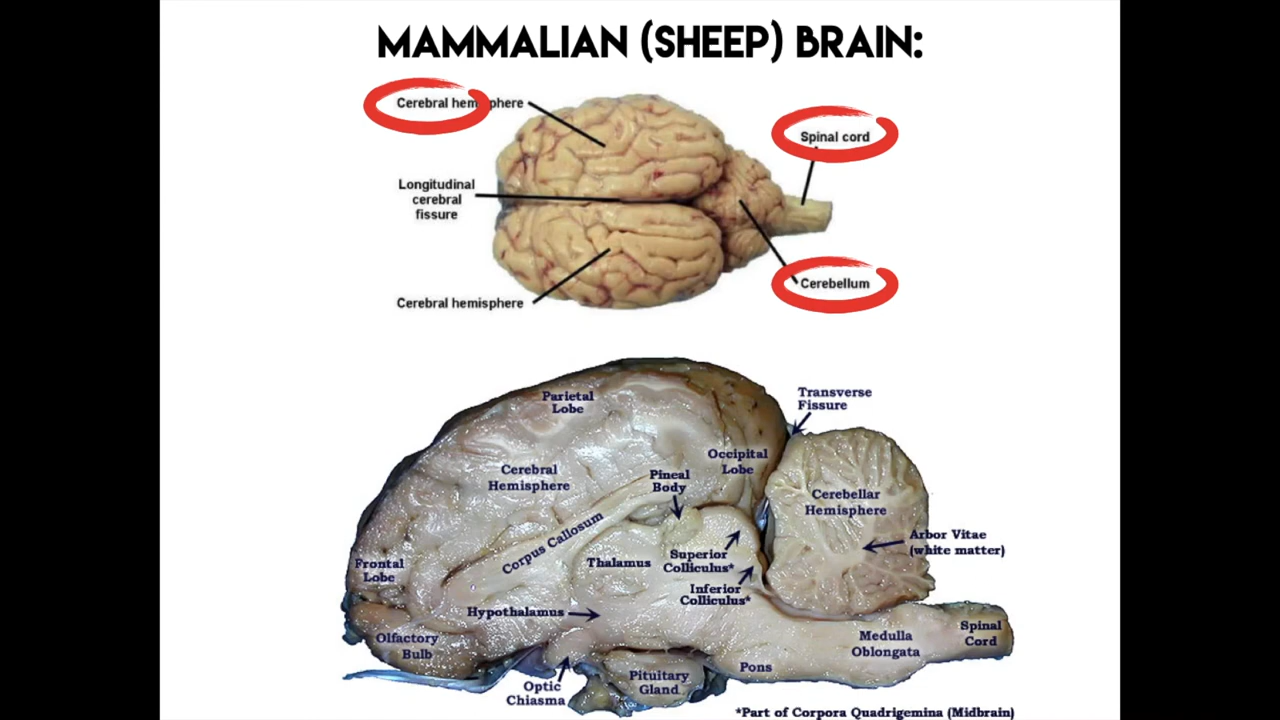 MAMMALIAN (SHEEP) BRAIN:
Cerebral hemisphere
Spinal cord
Longitudinal
cerebral
fissure
Cerebellum
Cerebral hemisphere
Transverse
Fissure
Parietal
Lobe
Occipital
Lobe
Cerebral
Hemisphere
Pineal
Body
Cerebellar
Hemisphere
Corpus Callosum
Arbor Vitae
(white matter)
Frontal
Lobe
Thalamus
Superior
Colliculus*
Inferior
Colliculus*
Hypothalamus
Olfactory
Bulb
Medulla
Oblongata
Spinal
Cord
Pons
Pituitary
Gland
Optic
Chiasma
*Part of Corpora Quadrigemina (Midbrain)